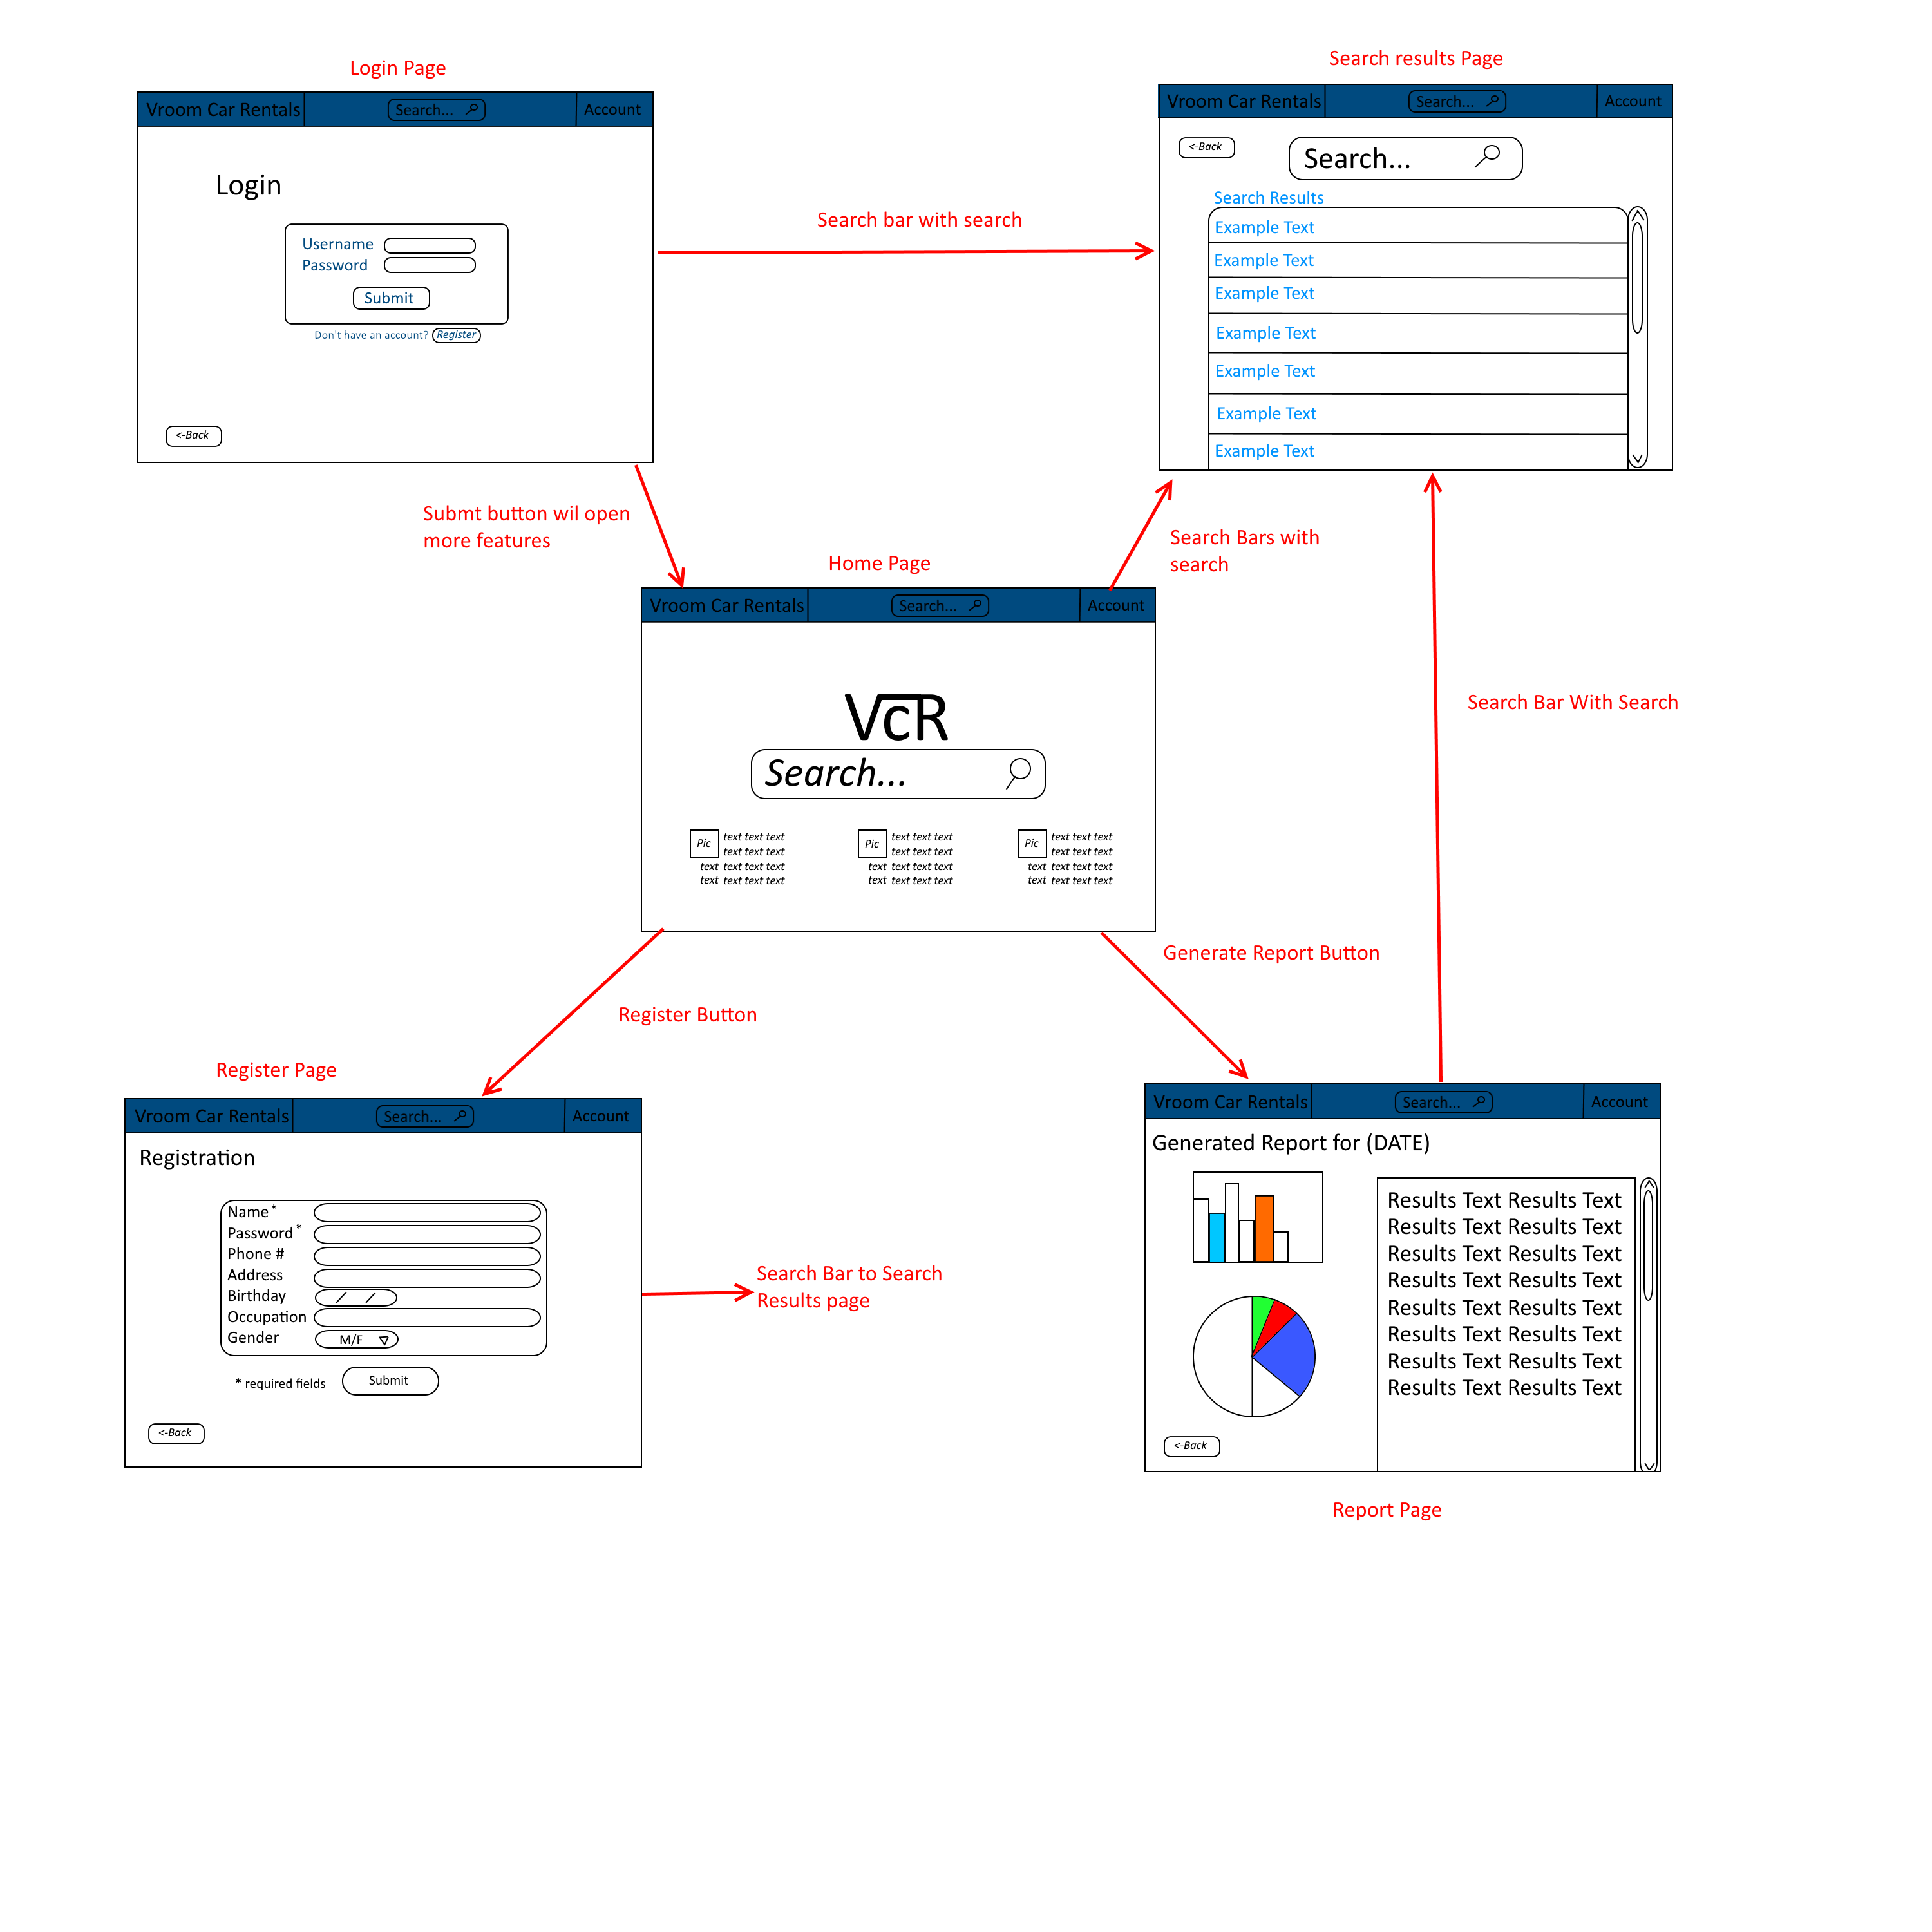 Login Page
Vroom Car Rentals
Search...
Account
Login
Username
Password
Submit
Don't have an account? Register
<-Back
Search bar with search
Search results Page
Vroom Car Rentals
Search...
Account
<-Back
Search...
Search Results
Example Text
Example Text
Example Text
Example Text
Example Text
Example Text
Example Text
Submt button wil open
more features
Search Bars with
search
Home Page
Vroom Car Rentals
Search...
Account
VcR
Search...
Pic
text text text
text text text
text text text text
text text text text
Pic
text text text
text text text
text text text text
text text text text
Pic
text text text
text text text
text text text text
text text text text
Search Bar With Search
Generate Report Button
Register Button
Register Page
Vroom Car Rentals
Search...
Account
Registration
Name*
Password*
Phone #
Address
Birthday / /
Occupation
Gender M/F
* required fields
Submit
<-Back
Search Bar to Search
Results page
Vroom Car Rentals
Search...
Account
Generated Report for (DATE)
Results Text Results Text
Results Text Results Text
Results Text Results Text
Results Text Results Text
Results Text Results Text
Results Text Results Text
Results Text Results Text
Results Text Results Text
<-Back
Report Page